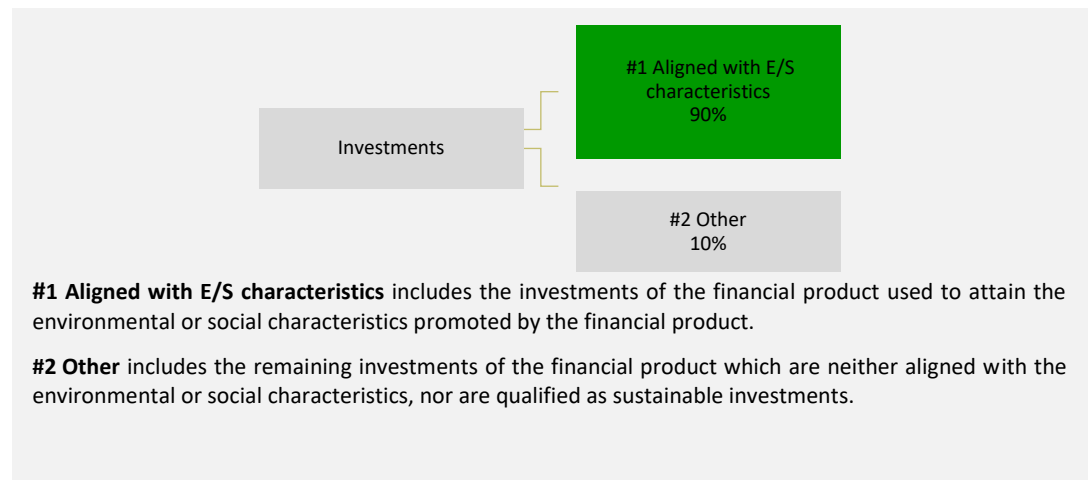 #1 Aligned with E/S
characteristics
90%
Investments
#2 Other
10%
#1 Aligned with E/S characteristics includes the investments of the financial product used to attain the
environmental or social characteristics promoted by the financial product.
#2 Other includes the remaining investments of the financial product which are neither aligned with the
environmental or social characteristics, nor are qualified as sustainable investments.